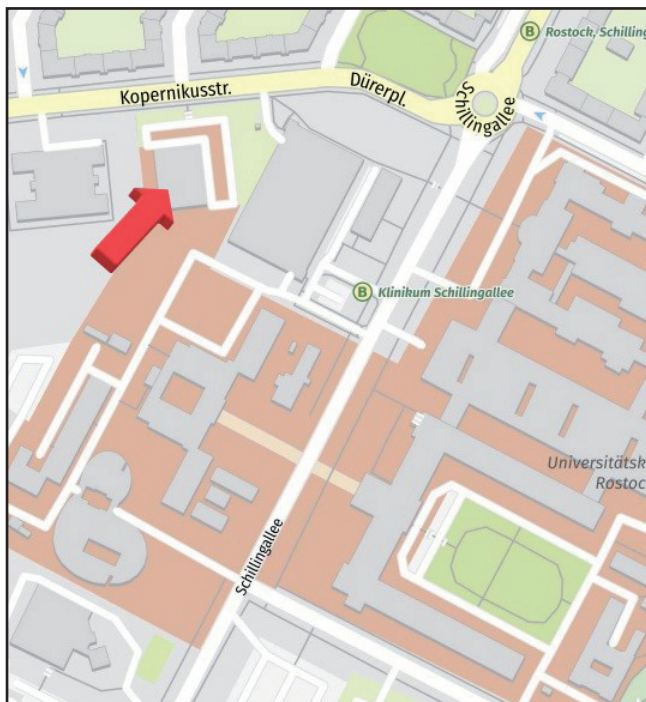 B Rostock, Schilling
Kopernikusstr.
Dürerpl.
Schillingallee
B Klinikum Schillingallee
Universitätsk
Rostoc
Schillingallee